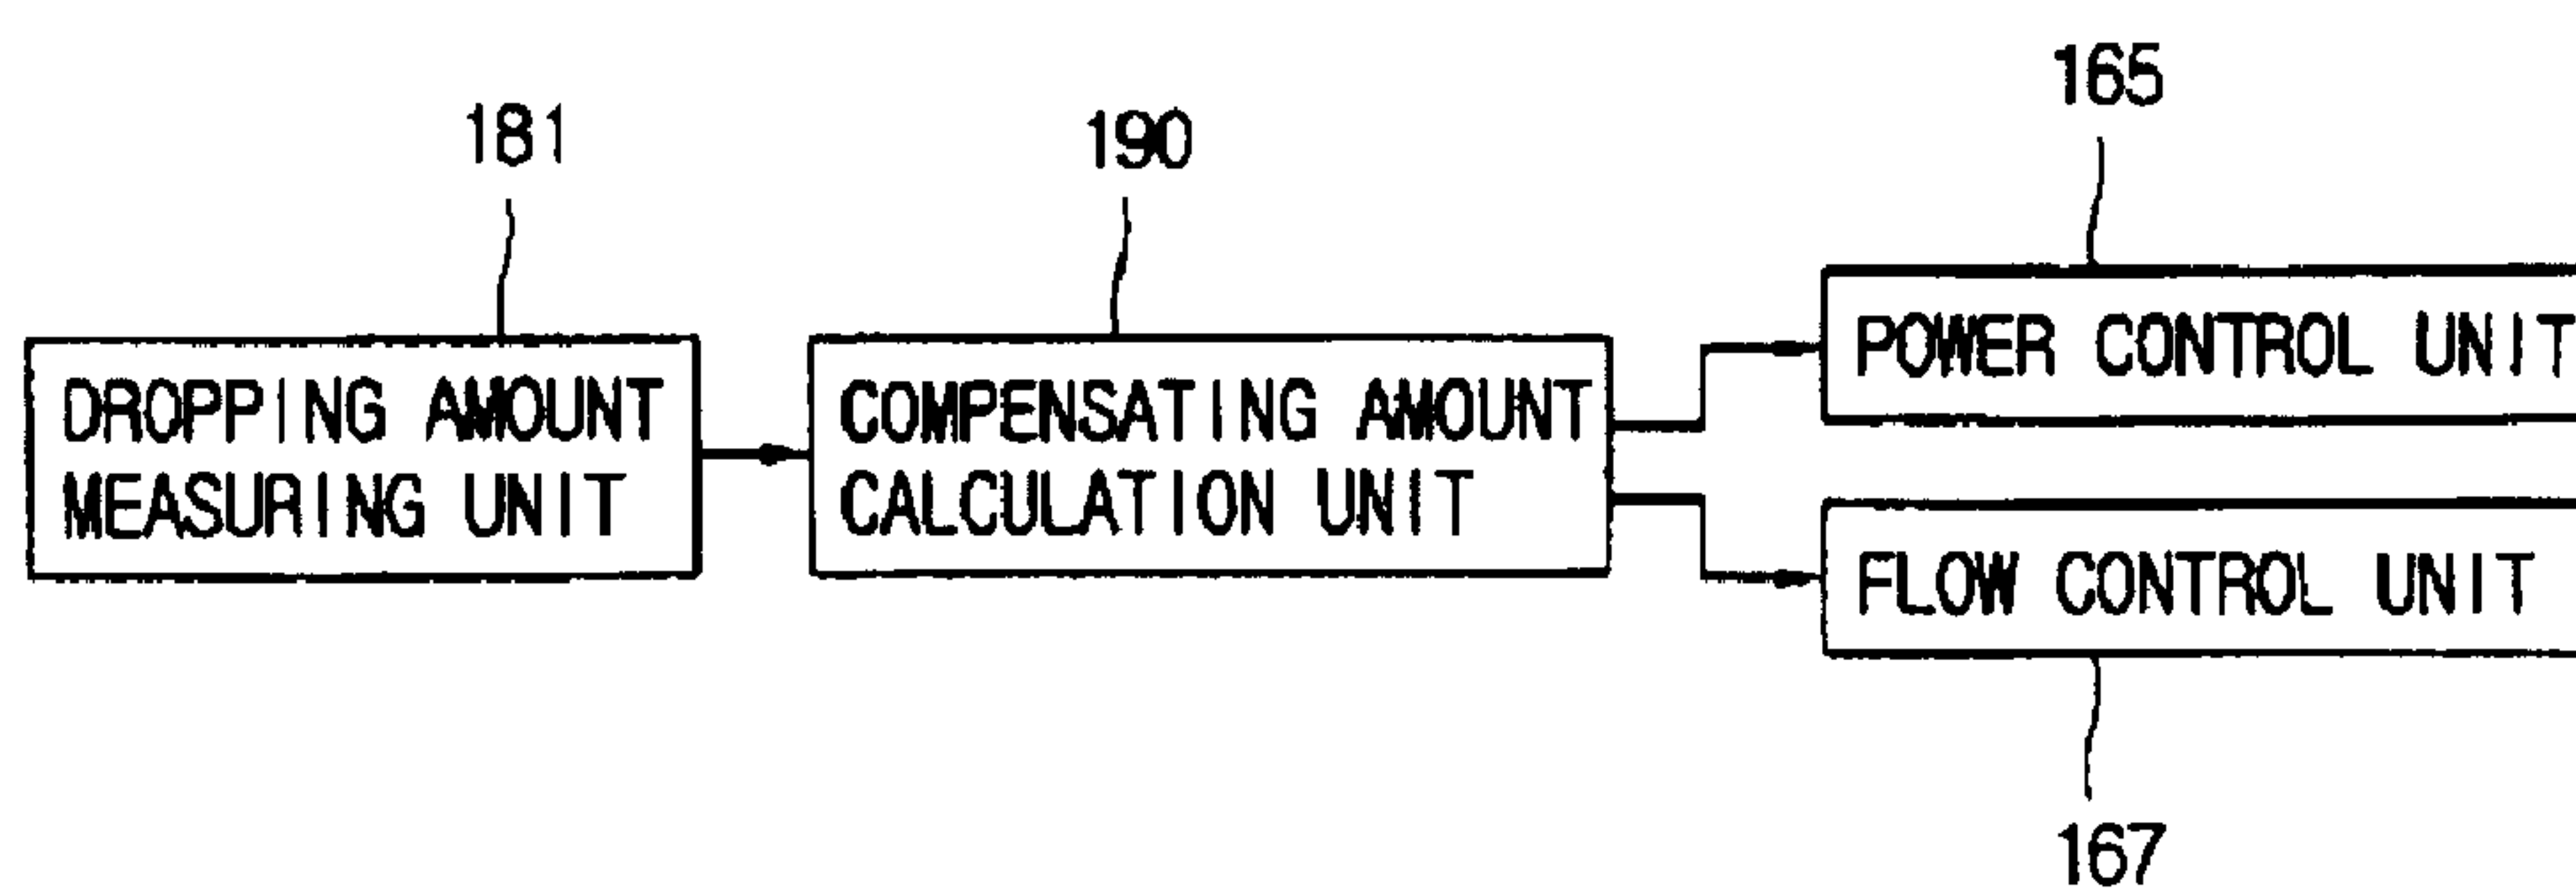 181
190
165
DROPPING AMOUNT
MEASURING UNIT
COMPENSATING AMOUNT
CALCULATION UNIT
POWER CONTROL UNIT
FLOW CONTROL UNIT
167